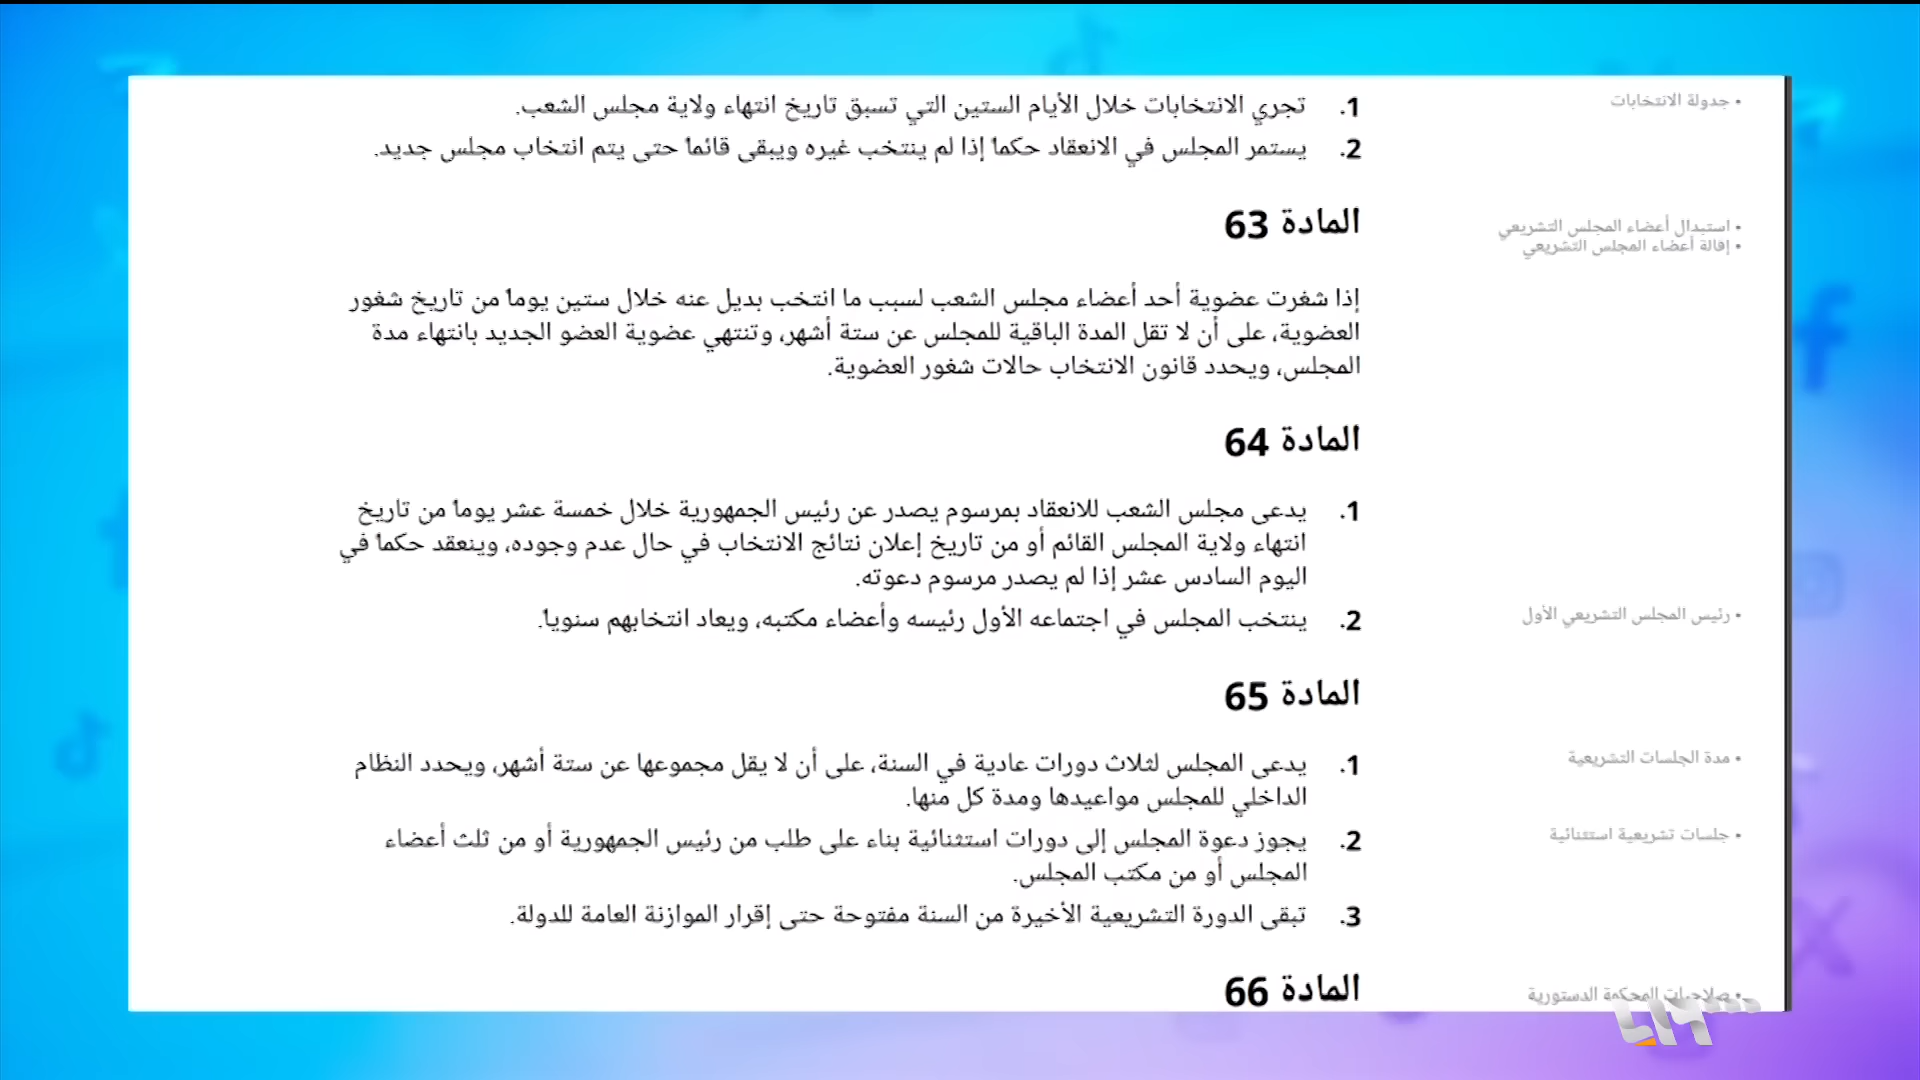 • جدولة الانتخابات
1. تجري الانتخابات خلال الأيام الستين التي تسبق تاريخ انتهاء ولاية مجلس الشعب.
2. يستمر المجلس في الانعقاد حكماً إذا لم ينتخب غيره ويبقى قائماً حتى يتم انتخاب مجلس جديد.
• استبدال أعضاء المجلس التشريعي
• إقالة أعضاء المجلس التشريعي
المادة 63
إذا شغرت عضوية أحد أعضاء مجلس الشعب لسبب ما انتخب بديل عنه خلال ستين يوماً من تاريخ شغور
العضوية، على أن لا تقل المدة الباقية للمجلس عن ستة أشهر، وتنتهي عضوية العضو الجديد بانتهاء مدة
المجلس، ويحدد قانون الانتخاب حالات شغور العضوية.
المادة 64
1. يدعى مجلس الشعب للانعقاد بمرسوم يصدر عن رئيس الجمهورية خلال خمسة عشر يوماً من تاريخ
انتهاء ولاية المجلس القائم أو من تاريخ إعلان نتائج الانتخاب في حال عدم وجوده، وينعقد حكماً في
اليوم السادس عشر إذا لم يصدر مرسوم دعوته.
• رئيس المجلس التشريعي الأول
2. ينتخب المجلس في اجتماعه الأول رئيسه وأعضاء مكتبه، ويعاد انتخابهم سنوياً.
المادة 65
• مدة الجلسات التشريعية
1. يدعى المجلس لثلاث دورات عادية في السنة، على أن لا يقل مجموعها عن ستة أشهر، ويحدد النظام
الداخلي للمجلس مواعيدها ومدة كل منها.
• جلسات تشريعية استثنائية
2. يجوز دعوة المجلس إلى دورات استثنائية بناء على طلب من رئيس الجمهورية أو من ثلث أعضاء
المجلس أو من مكتب المجلس.
3. تبقى الدورة التشريعية الأخيرة من السنة مفتوحة حتى إقرار الموازنة العامة للدولة.
• صلاحيات المحكمة الدستورية
المادة 66